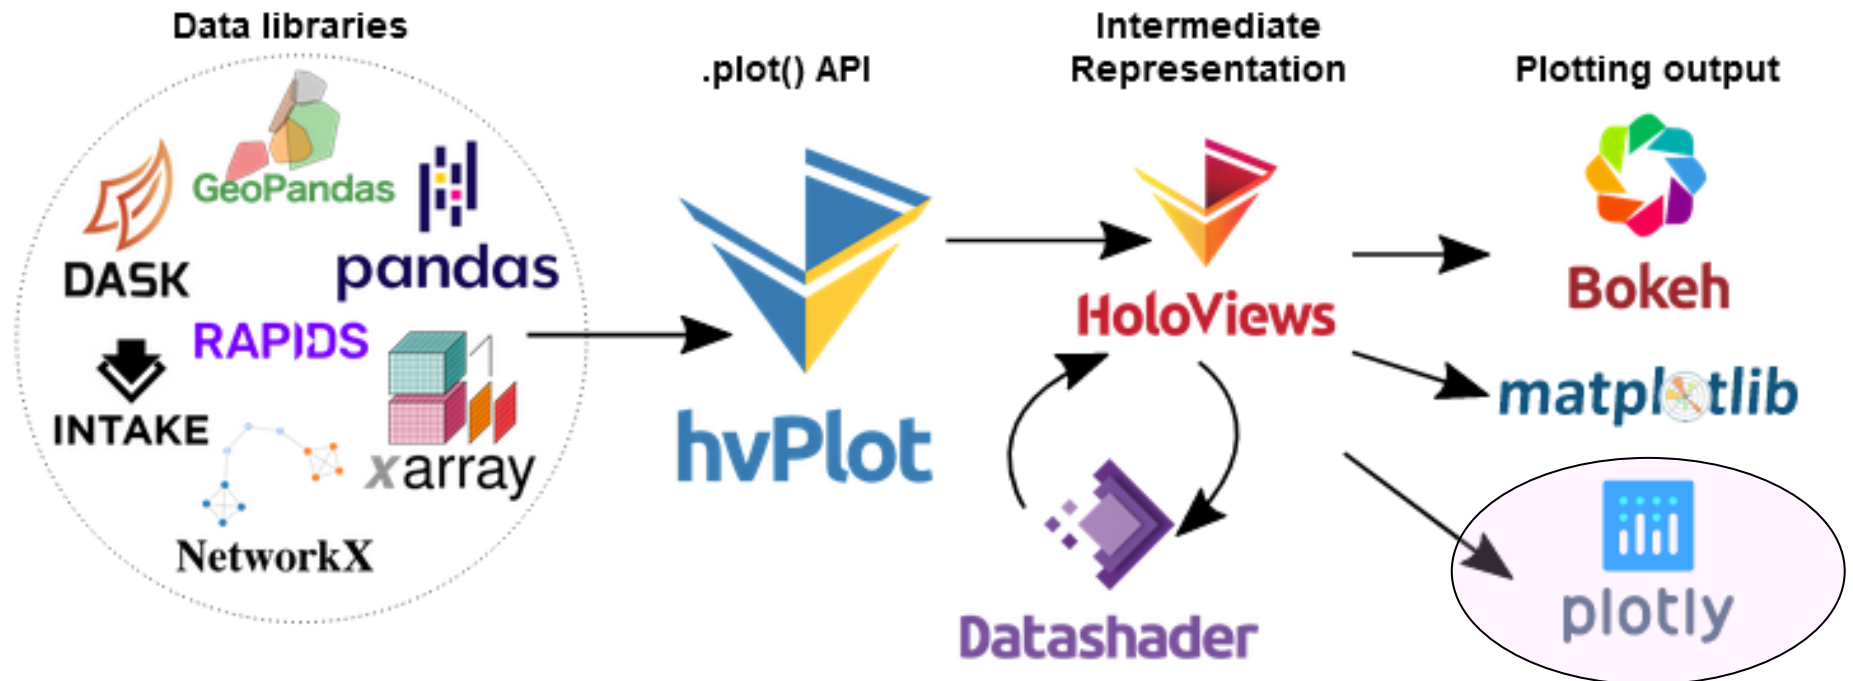 Data libraries
GeoPandas
DASK
pandas
RAPIDS
INTAKE
xarray
NetworkX
.plot() API
hvPlot
Intermediate
Representation
HoloViews
Datashader
Plotting output
Bokeh
matplotlib
plotly